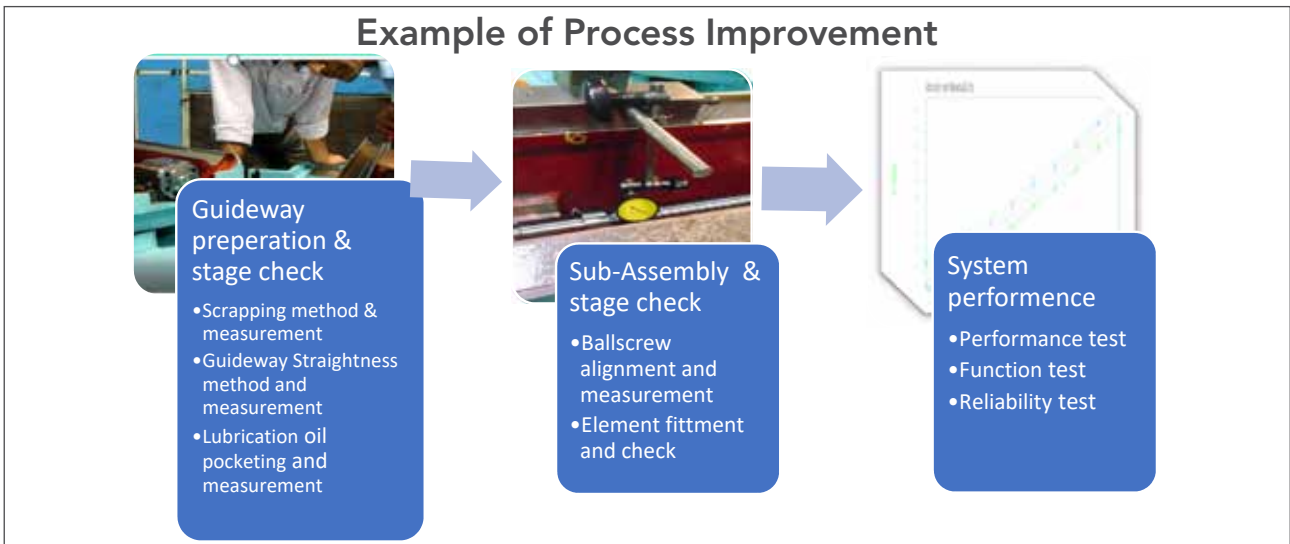 Example of Process Improvement
Guideway
preperation &
stage check
•Scrapping method &
measurement
•Guideway Straightness
method and
measurement
•Lubrication oil
pocketing and
measurement
Sub-Assembly &
stage check
•Ballscrew
alignment and
measurement
•Element fittment
and check
System
performence
•Performance test
•Function test
•Reliability test